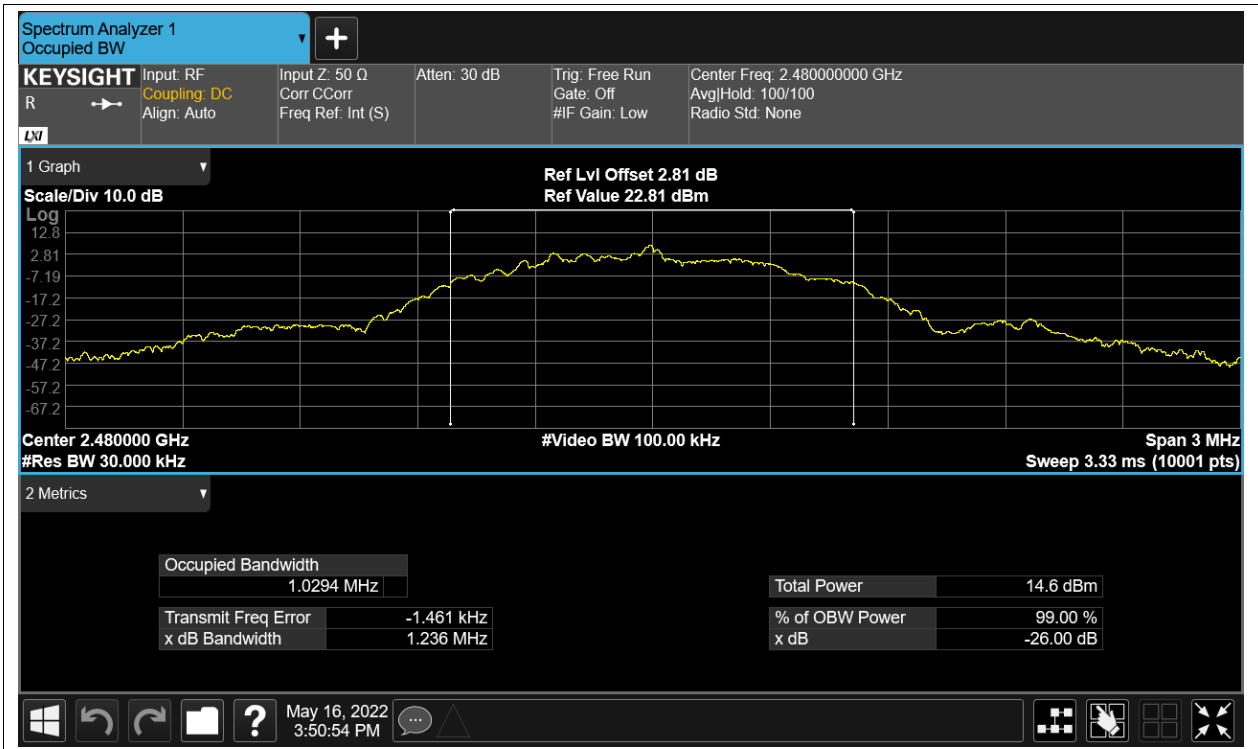 Spectrum Analyzer 1
Occupied BW
KEYSIGHT
R
LXI
Input: RF
Coupling: DC
Align: Auto
Input Z: 50 Ω
Corr CCorr
Freq Ref: Int (S)
Atten: 30 dB
Trig: Free Run
Gate: Off
#IF Gain: Low
Center Freq: 2.480000000 GHz
Avg|Hold: 100/100
Radio Std: None
1 Graph
Scale/Div 10.0 dB
Ref Lvl Offset 2.81 dB
Ref Value 22.81 dBm
Log
12.8
2.81
-7.19
-17.2
-27.2
-37.2
-47.2
-57.2
-67.2
Center 2.480000 GHz
#Res BW 30.000 kHz
#Video BW 100.00 kHz
Span 3 MHz
Sweep 3.33 ms (10001 pts)
2 Metrics
Occupied Bandwidth
1.0294 MHz
Transmit Freq Error -1.461 kHz
x dB Bandwidth 1.236 MHz
Total Power 14.6 dBm
% of OBW Power 99.00 %
x dB -26.00 dB
?
May 16, 2022
3:50:54 PM